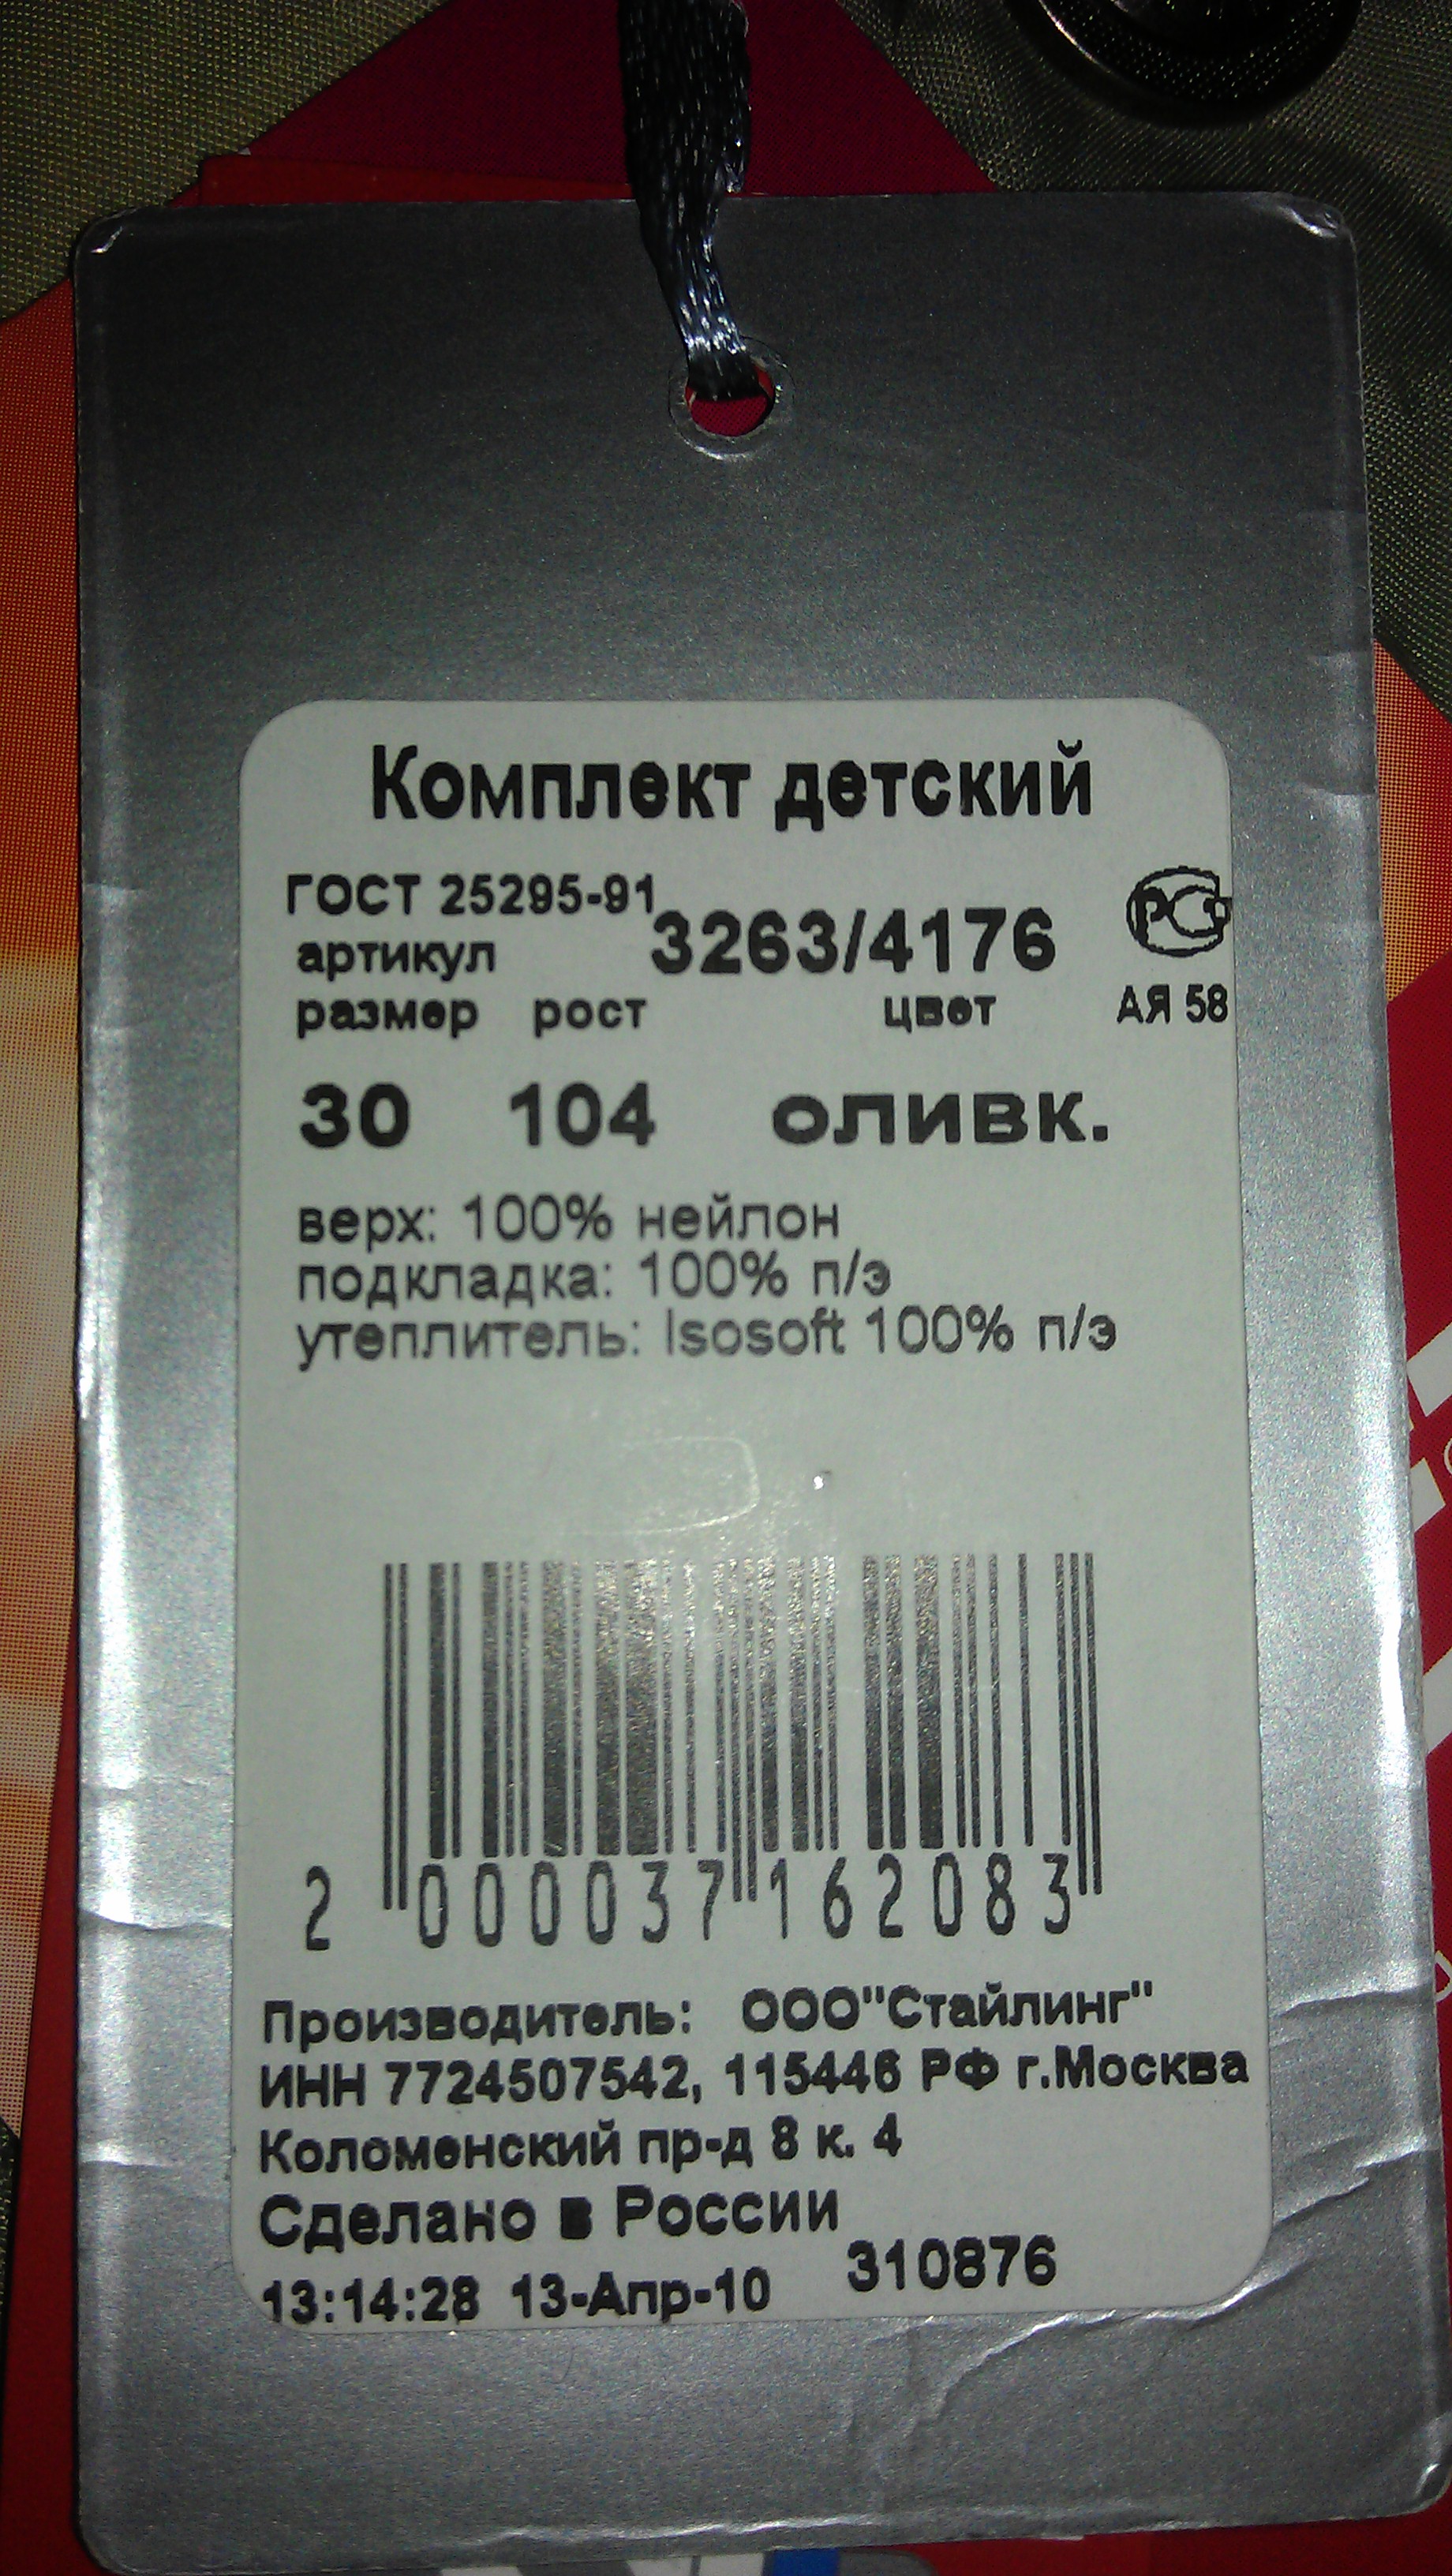 Комплект детский
ГОСТ 25295-91
артикул 3263/4176
РСТ
размер рост цвет АЯ 58
30 104 оливк.
верх: 100% нейлон
подкладка: 100% п/э
утеплитель: Isosoft 100% п/э
2 000037 162083
Производитель: ООО"Стайлинг"
ИНН 7724507542, 115446 РФ г.Москва
Коломенский пр-д 8 к. 4
Сделано в России
13:14:28 13-Апр-10 310876